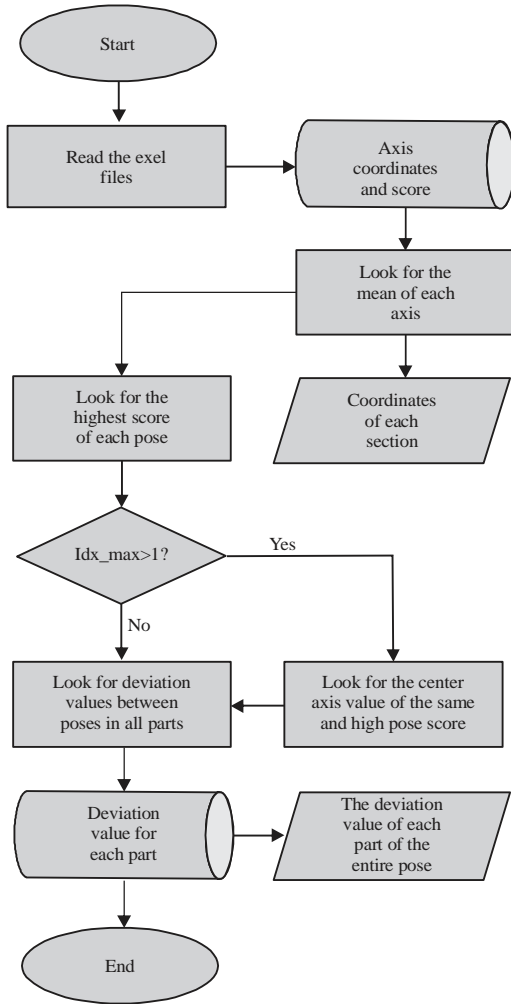 Start
Read the exel
files
Axis
coordinates
and score
Look for the
mean of each
axis
Look for the
highest score
of each pose
Coordinates
of each
section
Idx_max>1?
Yes
No
Look for deviation
values between
poses in all parts
Look for the center
axis value of the same
and high pose score
Deviation
value for
each part
The deviation
value of each
part of the
entire pose
End